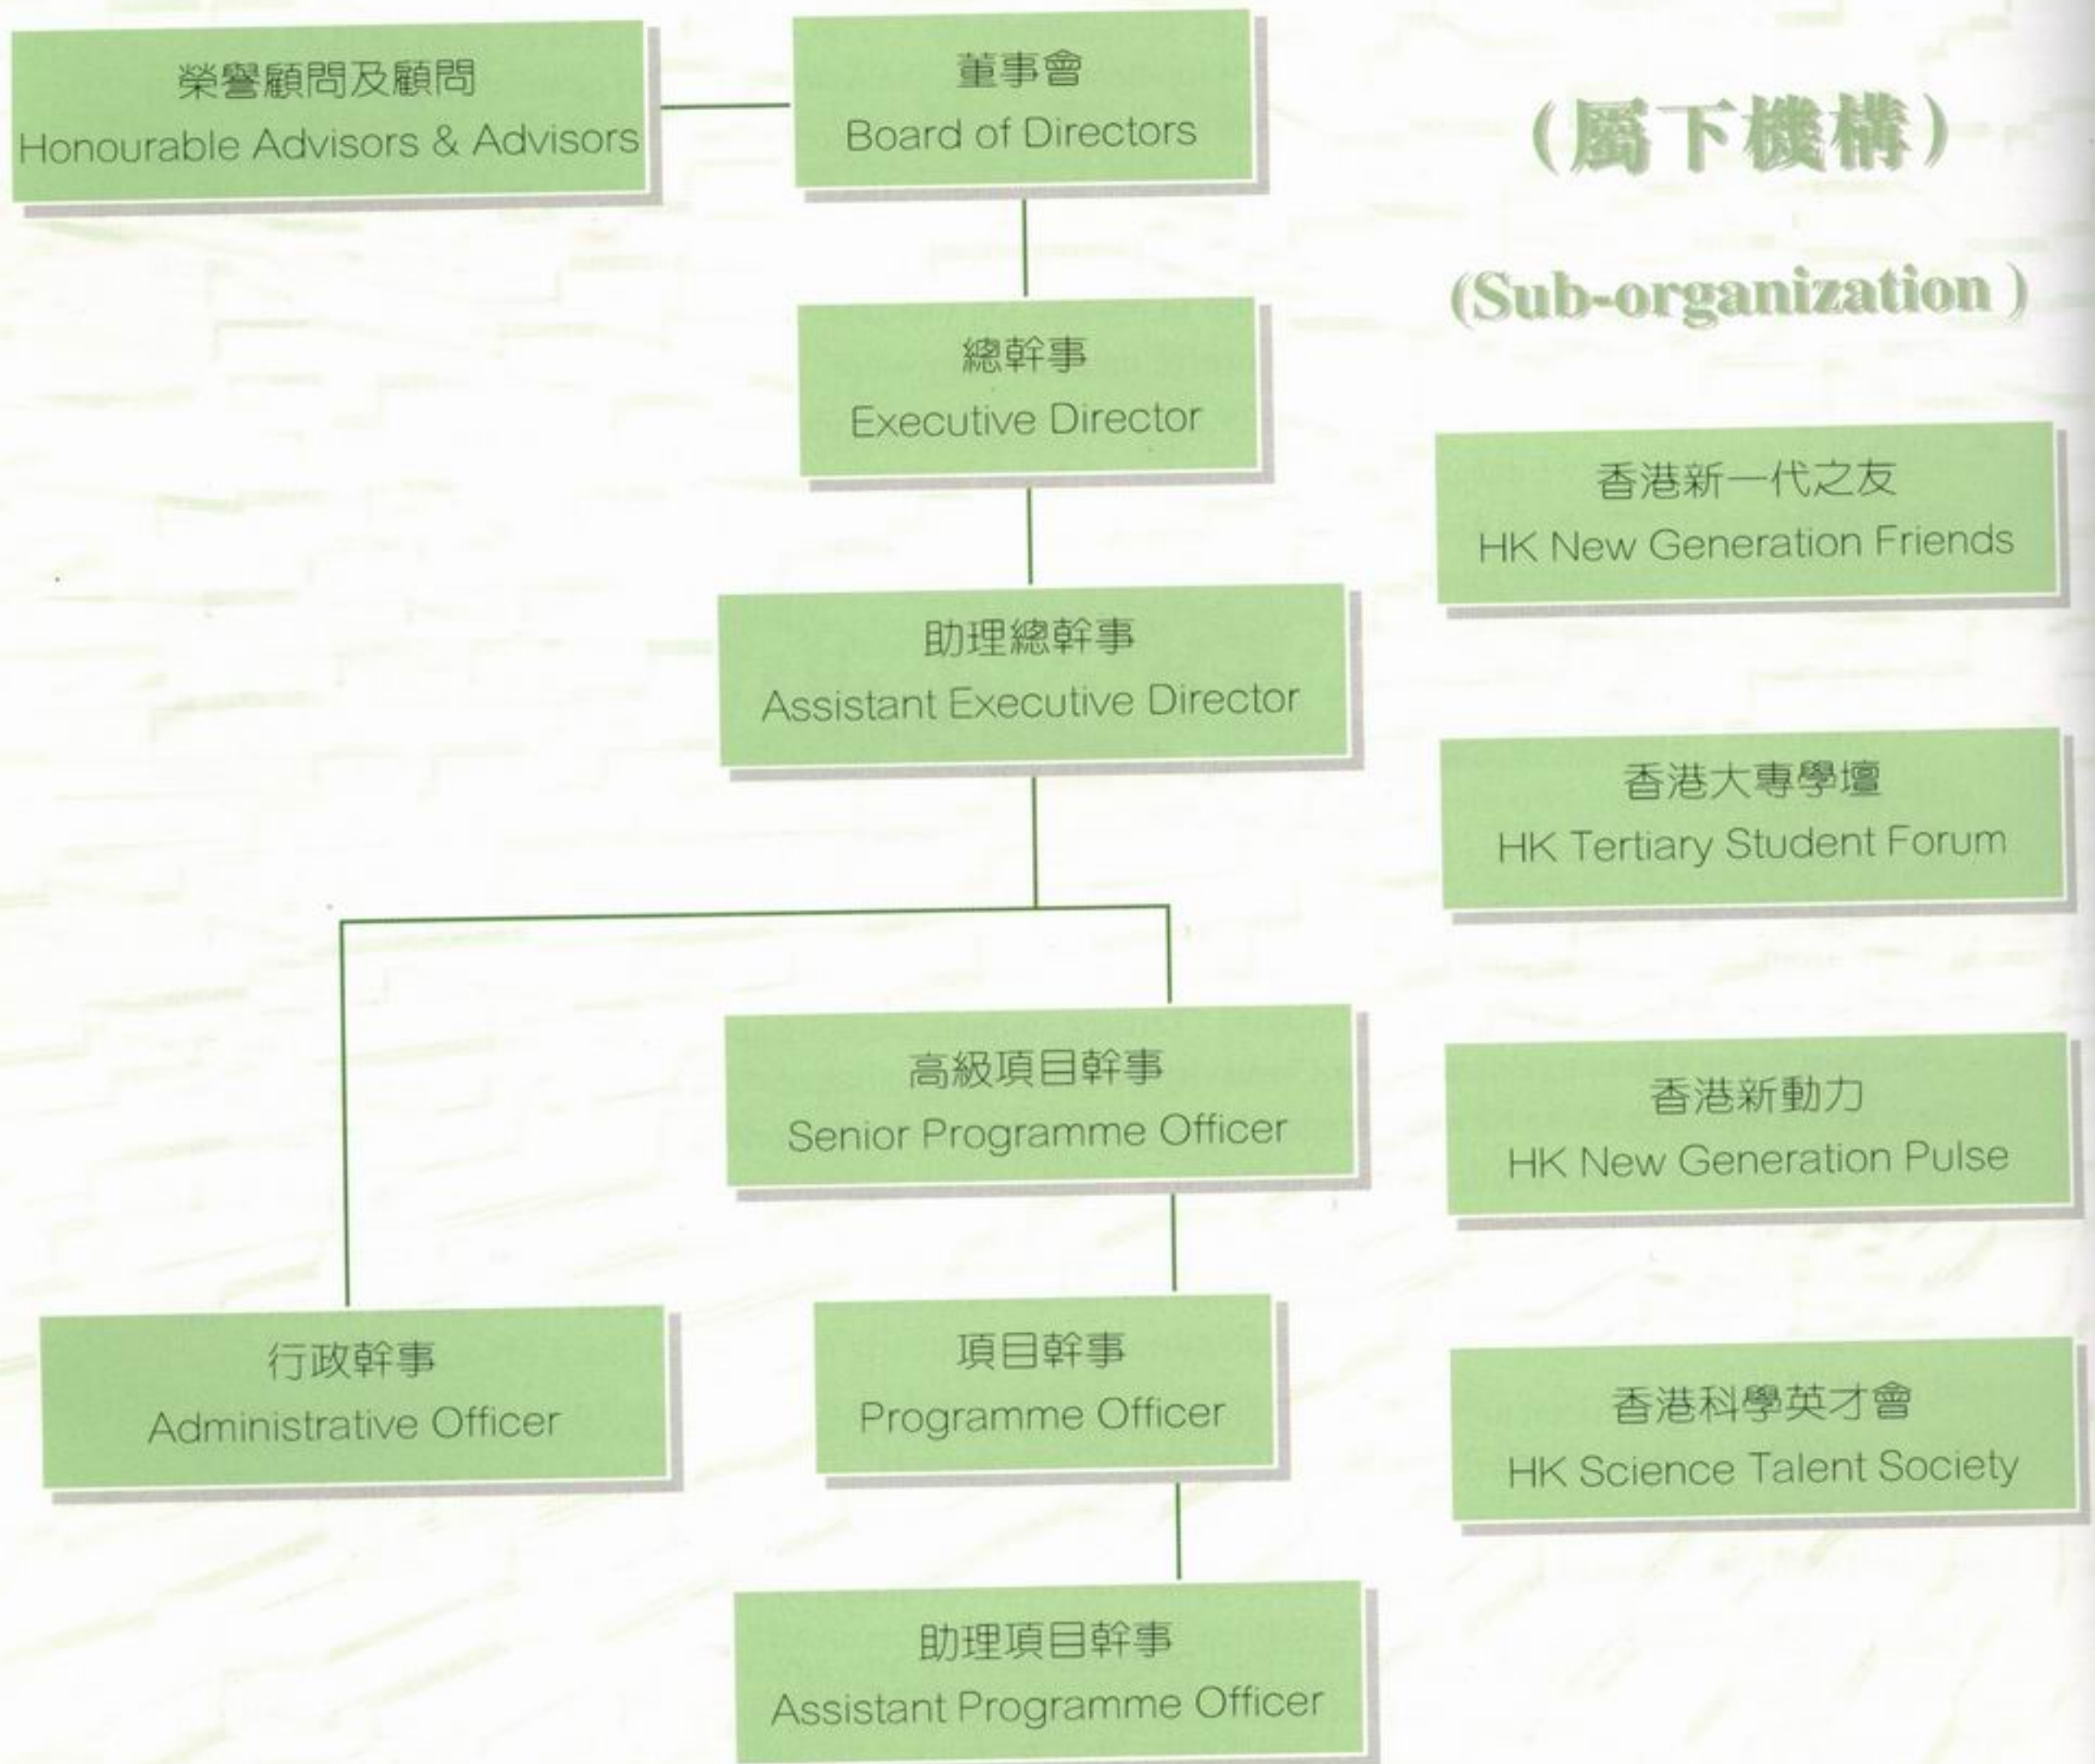 榮譽顧問及顧問
Honourable Advisors & Advisors
董事會
Board of Directors
總幹事
Executive Director
助理總幹事
Assistant Executive Director
高級項目幹事
Senior Programme Officer
行政幹事
Administrative Officer
項目幹事
Programme Officer
助理項目幹事
Assistant Programme Officer
(屬下機構)
(Sub-organization )
香港新一代之友
HK New Generation Friends
香港大專學壇
HK Tertiary Student Forum
香港新動力
HK New Generation Pulse
香港科學英才會
HK Science Talent Society